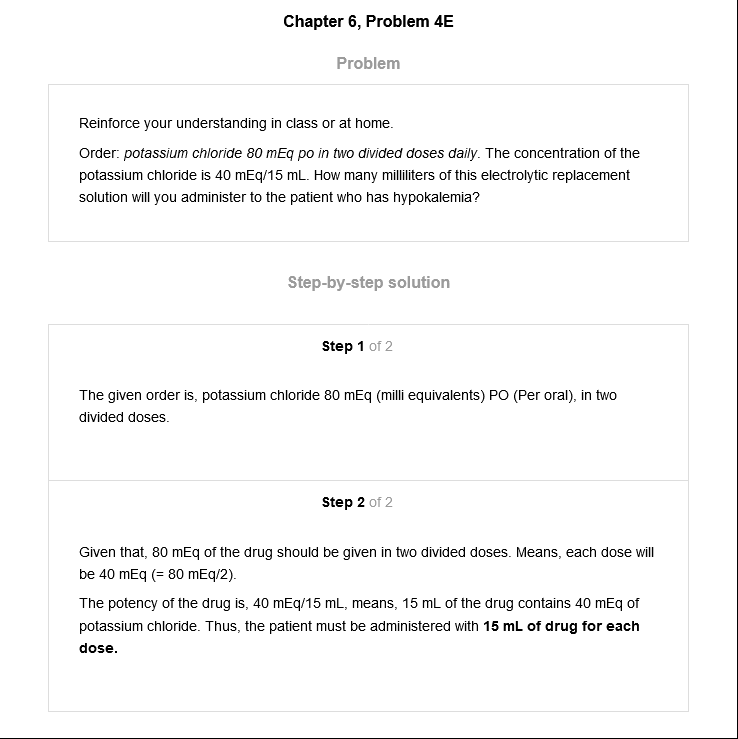 Chapter 6, Problem 4E
Problem
Reinforce your understanding in class or at home.
Order: potassium chloride 80 mEq po in two divided doses daily. The concentration of the
potassium chloride is 40 mEq/15 mL. How many milliliters of this electrolytic replacement
solution will you administer to the patient who has hypokalemia?
Step-by-step solution
Step 1 of 2
The given order is, potassium chloride 80 mEq (milli equivalents) PO (Per oral), in two
divided doses.
Step 2 of 2
Given that, 80 mEq of the drug should be given in two divided doses. Means, each dose will
be 40 mEq (= 80 mEq/2).
The potency of the drug is, 40 mEq/15 mL, means, 15 mL of the drug contains 40 mEq of
potassium chloride. Thus, the patient must be administered with 15 mL of drug for each
dose.